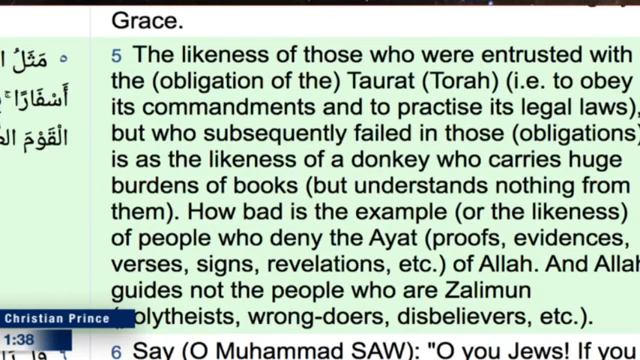 Grace.
5 The likeness of those who were entrusted with
the (obligation of the) Taurat (Torah) (i.e. to obey
its commandments and to practise its legal laws),
but who subsequently failed in those (obligations)
is as the likeness of a donkey who carries huge
burdens of books (but understands nothing from
them). How bad is the example (or the likeness)
of people who deny the Ayat (proofs, evidences,
verses, signs, revelations, etc.) of Allah. And Allah
guides not the people who are Zalimun
(polytheists, wrong-doers, disbelievers, etc.).
6 Say (O Muhammad SAW): "O you Jews! If you
٥ مَثَلُ
أَسْفَارًا ۚ
الْقَوْمَ
Christian Prince
1:38
٦